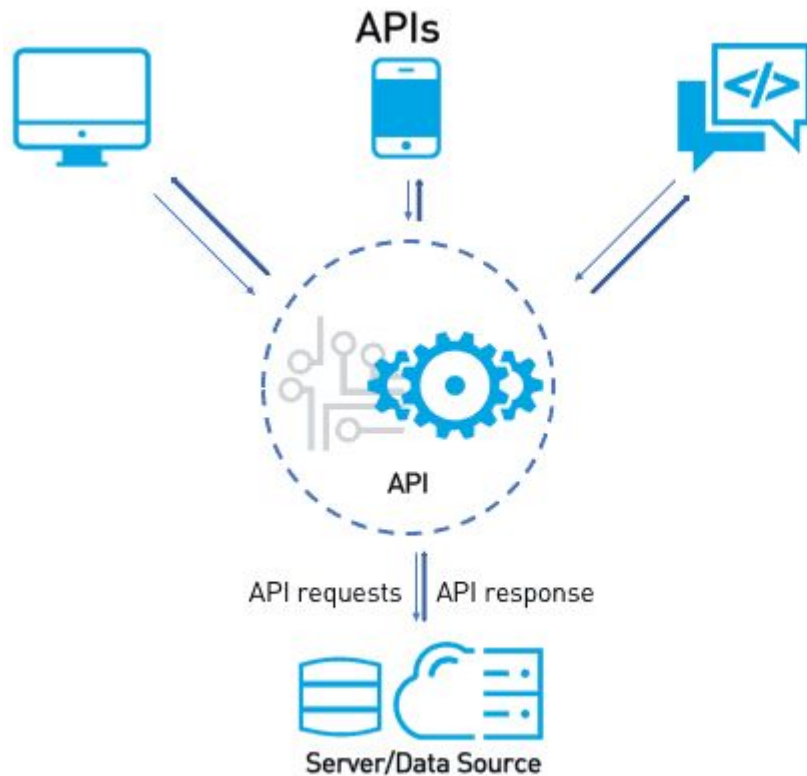 APIs
</>
API
API requests
API response
Server/Data Source